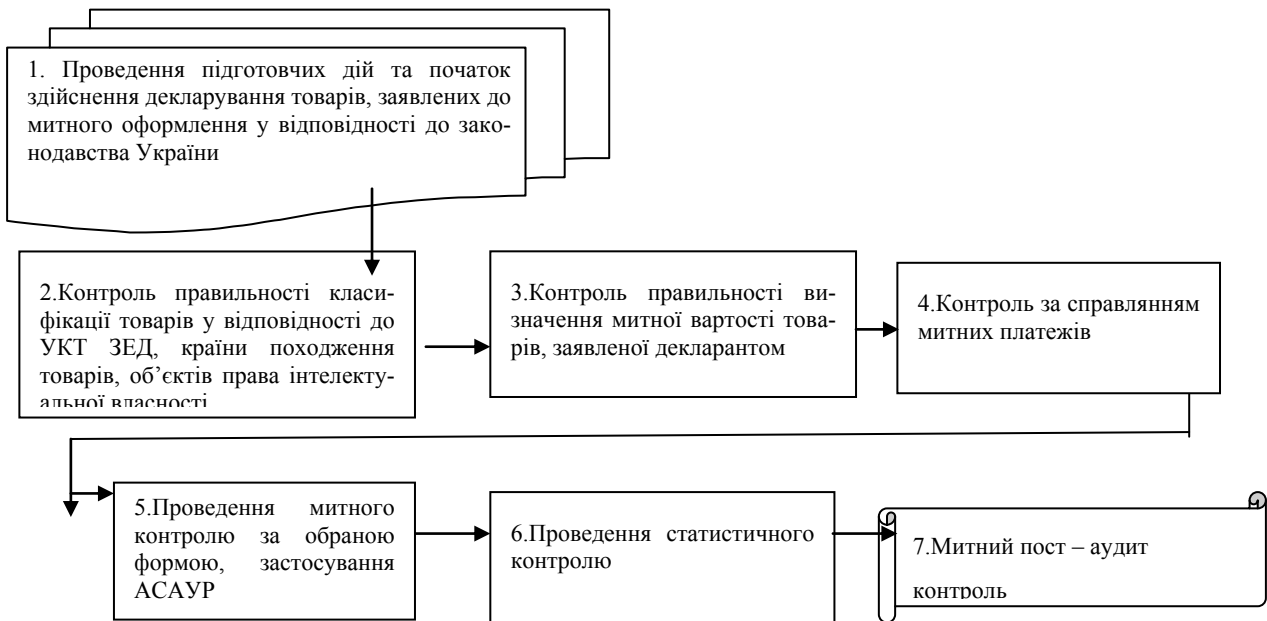 1. Проведення підготовчих дій та початок
здійснення декларування товарів, заявлених до
митного оформлення у відповідності до зако-
нодавства України
2.Контроль правильності класи-
фікації товарів у відповідності до
УКТ ЗЕД, країни походження
товарів, об’єктів права інтелекту-
альної власності
3.Контроль правильності ви-
значення митної вартості това-
рів, заявленої декларантом
4.Контроль за справлянням
митних платежів
5.Проведення митного
контролю за обраною
формою, застосування
АСАУР
6.Проведення статистичного
контролю
7.Митний пост – аудит
контроль